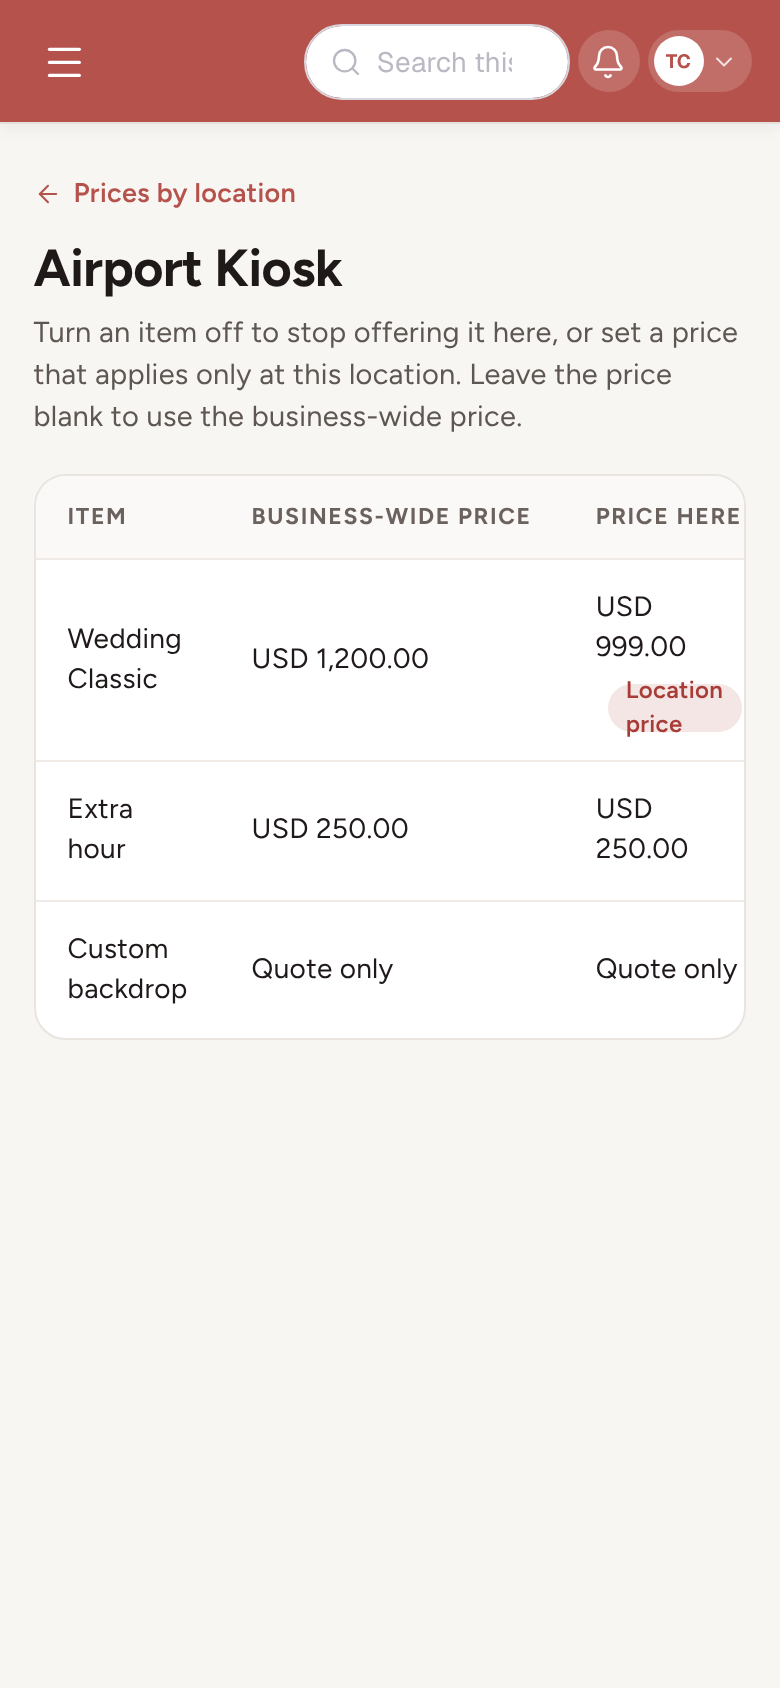 Search this
TC
Prices by location
Airport Kiosk
Turn an item off to stop offering it here, or set a price
that applies only at this location. Leave the price
blank to use the business-wide price.
ITEM BUSINESS-WIDE PRICE PRICE HERE
Wedding Classic USD 1,200.00 USD 999.00
Location price
Extra hour USD 250.00 USD 250.00
Custom backdrop Quote only Quote only